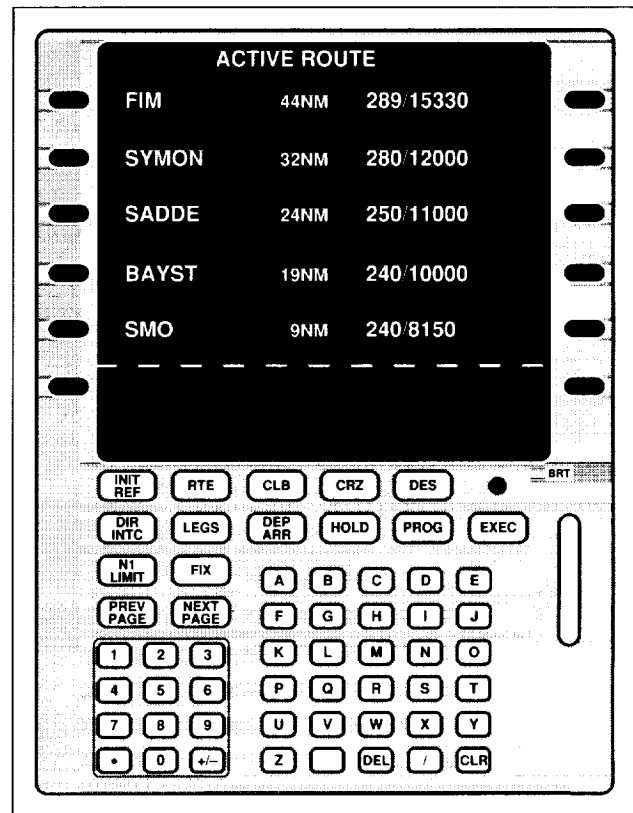 ACTIVE ROUTE
FIM 44NM 289/15330
SYMON 32NM 280/12000
SADDE 24NM 250/11000
BAYST 19NM 240/10000
SMO 9NM 240/8150
BRT
INIT REF RTE CLB CRZ DES
DIR INTC LEGS DEP ARR HOLD PROG EXEC
N1 LIMIT FIX
PREV PAGE NEXT PAGE
A B C D E
F G H I J
1 2 3 K L M N O
4 5 6 P Q R S T
7 8 9 U V W X Y
• 0 +/– Z DEL / CLR